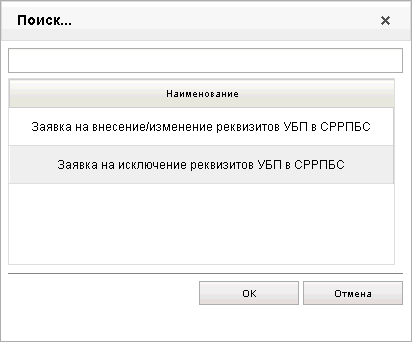 Поиск...
Наименование
Заявка на внесение/изменение реквизитов УБП в СРРПБС
Заявка на исключение реквизитов УБП в СРРПБС
ОК
Отмена